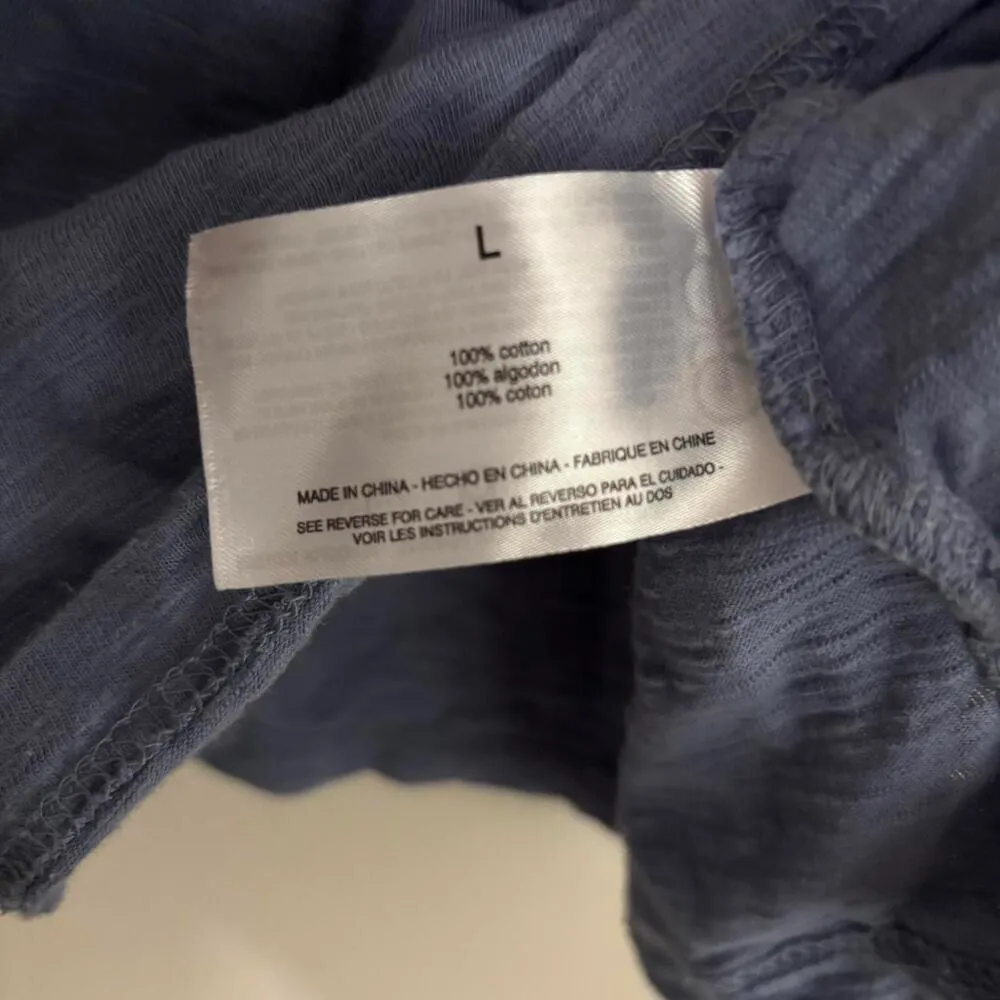 L
100% cotton
100% algodon
100% coton
MADE IN CHINA - HECHO EN CHINA - FABRIQUE EN CHINE
SEE REVERSE FOR CARE - VER AL REVERSO PARA EL CUIDADO -
VOIR LES INSTRUCTIONS D'ENTRETIEN AU DOS